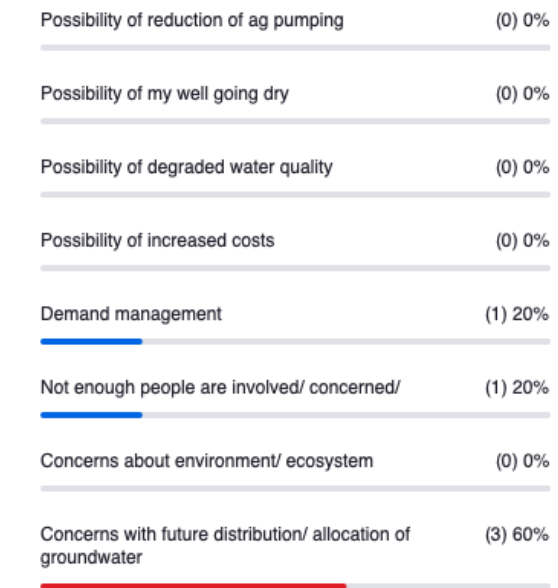 Possibility of reduction of ag pumping (0) 0%
Possibility of my well going dry (0) 0%
Possibility of degraded water quality (0) 0%
Possibility of increased costs (0) 0%
Demand management (1) 20%
Not enough people are involved/ concerned/ (1) 20%
Concerns about environment/ ecosystem (0) 0%
Concerns with future distribution/ allocation of (3) 60%
groundwater